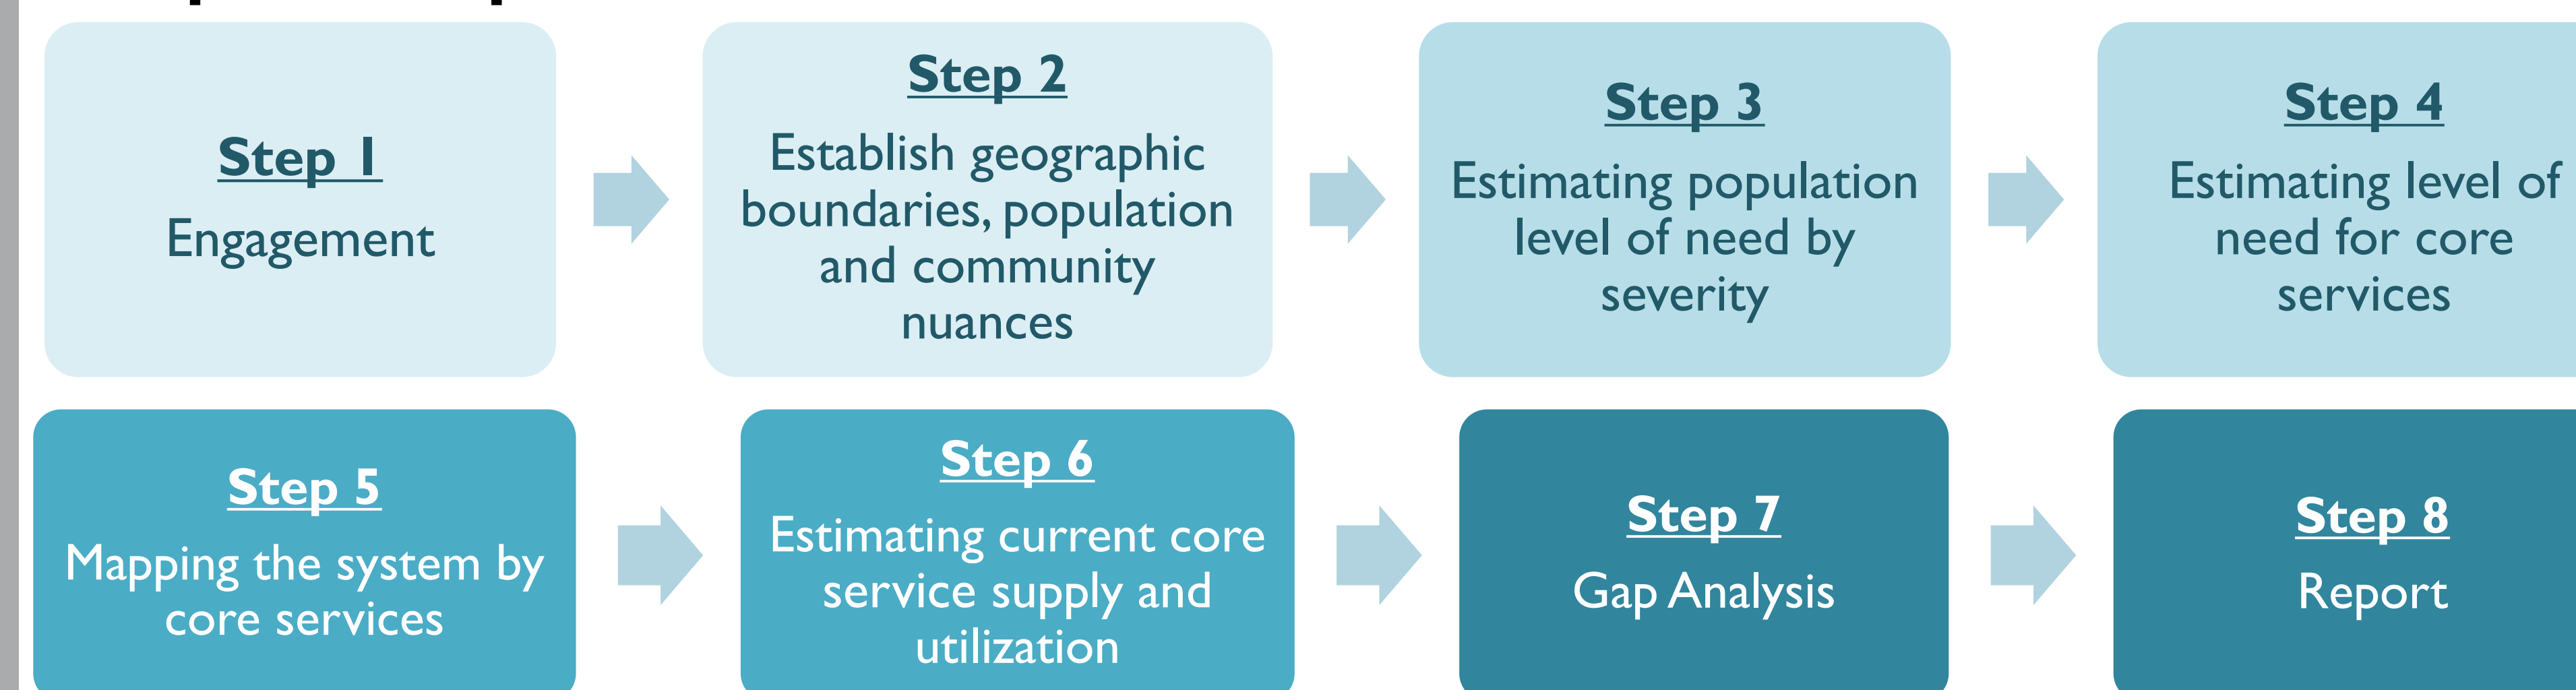 Step 1
Engagement
Step 2
Establish geographic
boundaries, population
and community
nuances
Step 3
Estimating population
level of need by
severity
Step 4
Estimating level of
need for core
services
Step 5
Mapping the system by
core services
Step 6
Estimating current core
service supply and
utilization
Step 7
Gap Analysis
Step 8
Report